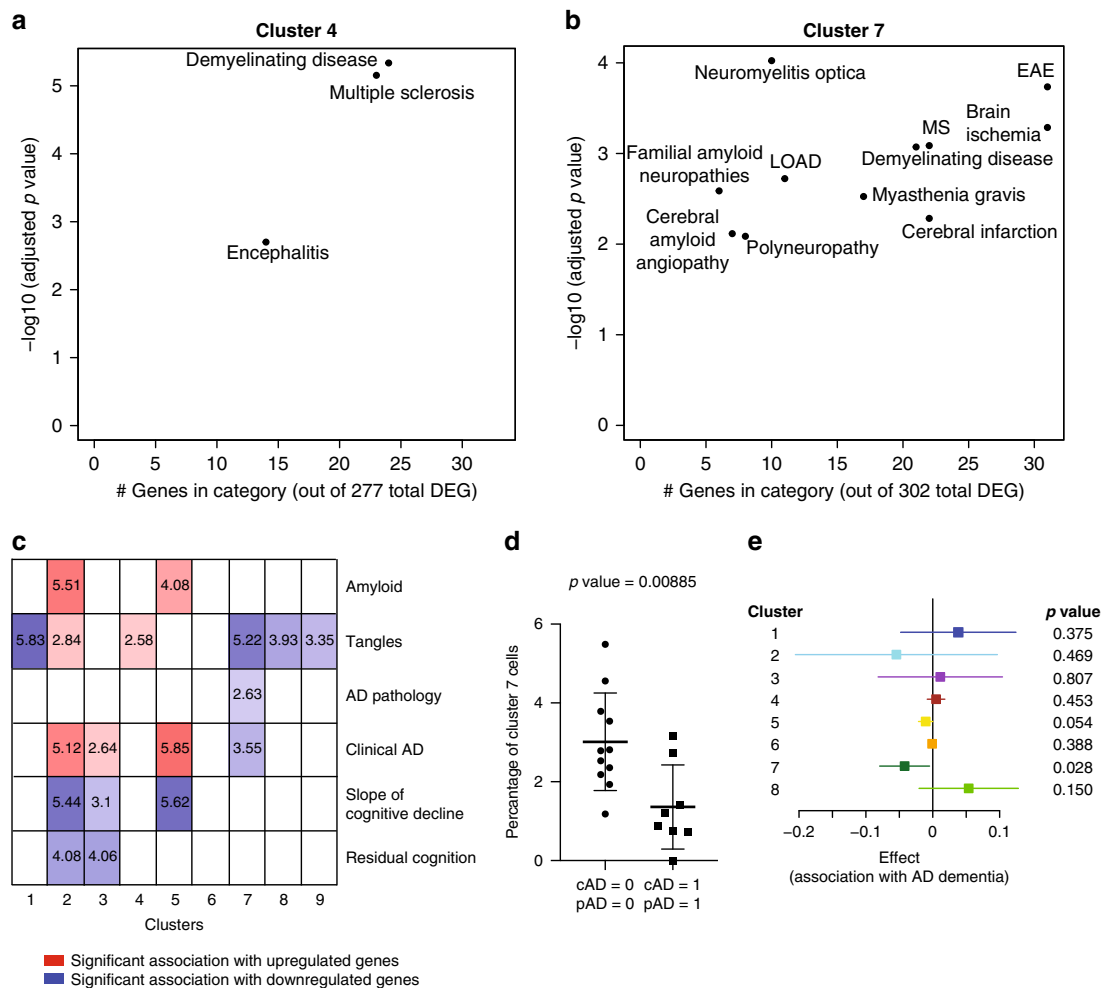 a
Cluster 4
Demyelinating disease
Multiple sclerosis
Encephalitis
−log10 (adjusted p value)
5
4
3
2
1
0
0 5 10 15 20 25 30
# Genes in category (out of 277 total DEG)
b
Cluster 7
Neuromyelitis optica
EAE
Brain
ischemia
MS
Demyelinating disease
Familial amyloid
neuropathies
LOAD
Myasthenia gravis
Cerebral
amyloid
angiopathy
Polyneuropathy
Cerebral infarction
−log10 (adjusted p value)
4
3
2
1
0
0 5 10 15 20 25 30
# Genes in category (out of 302 total DEG)
c
5.51 4.08 Amyloid
5.83 2.84 2.58 5.22 3.93 3.35 Tangles
2.63 AD pathology
5.12 2.64 5.85 3.55 Clinical AD
5.44 3.1 5.62 Slope of
cognitive decline
4.08 4.06 Residual cognition
1 2 3 4 5 6 7 8 9
Clusters
Significant association with upregulated genes
Significant association with downregulated genes
d
p value = 0.00885
Percantage of cluster 7 cells
6
4
2
0
cAD = 0 cAD = 1
pAD = 0 pAD = 1
e
Cluster p value
1 0.375
2 0.469
3 0.807
4 0.453
5 0.054
6 0.388
7 0.028
8 0.150
−0.2 −0.1 0 0.1
Effect
(association with AD dementia)